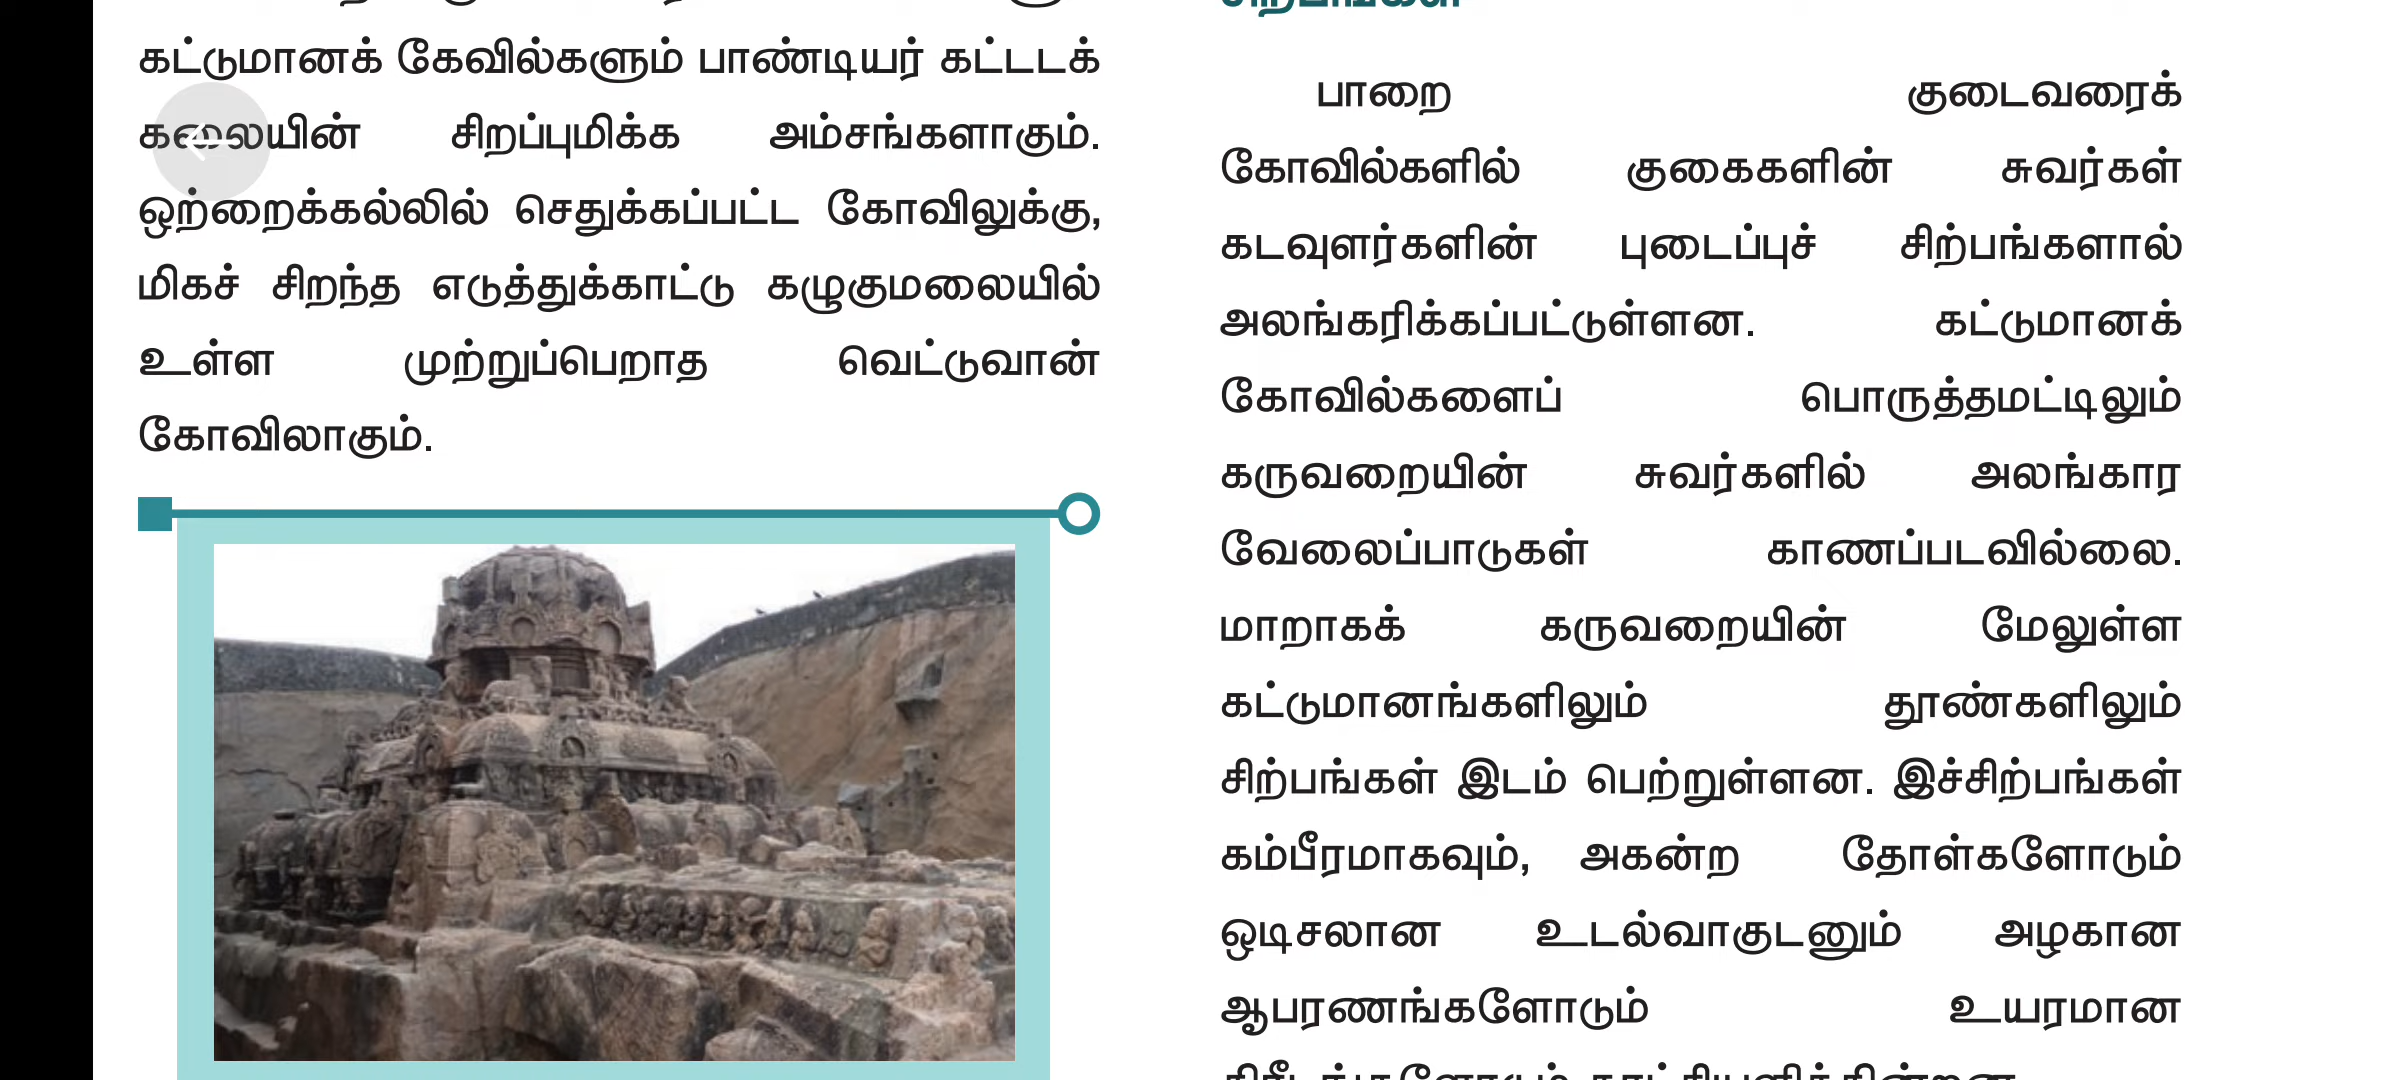 கட்டுமானக் கேவில்களும் பாண்டியர் கட்டடக்
கலையின் சிறப்புமிக்க அம்சங்களாகும்.
ஒற்றைக்கல்லில் செதுக்கப்பட்ட கோவிலுக்கு,
மிகச் சிறந்த எடுத்துக்காட்டு கழுகுமலையில்
உள்ள முற்றுப்பெறாத வெட்டுவான்
கோவிலாகும்.
சிற்பங்கள்
பாறை குடைவரைக்
கோவில்களில் குகைகளின் சுவர்கள்
கடவுளர்களின் புடைப்புச் சிற்பங்களால்
அலங்கரிக்கப்பட்டுள்ளன. கட்டுமானக்
கோவில்களைப் பொருத்தமட்டிலும்
கருவறையின் சுவர்களில் அலங்கார
வேலைப்பாடுகள் காணப்படவில்லை.
மாறாகக் கருவறையின் மேலுள்ள
கட்டுமானங்களிலும் தூண்களிலும்
சிற்பங்கள் இடம் பெற்றுள்ளன. இச்சிற்பங்கள்
கம்பீரமாகவும், அகன்ற தோள்களோடும்
ஒடிசலான உடல்வாகுடனும் அழகான
ஆபரணங்களோடும் உயரமான